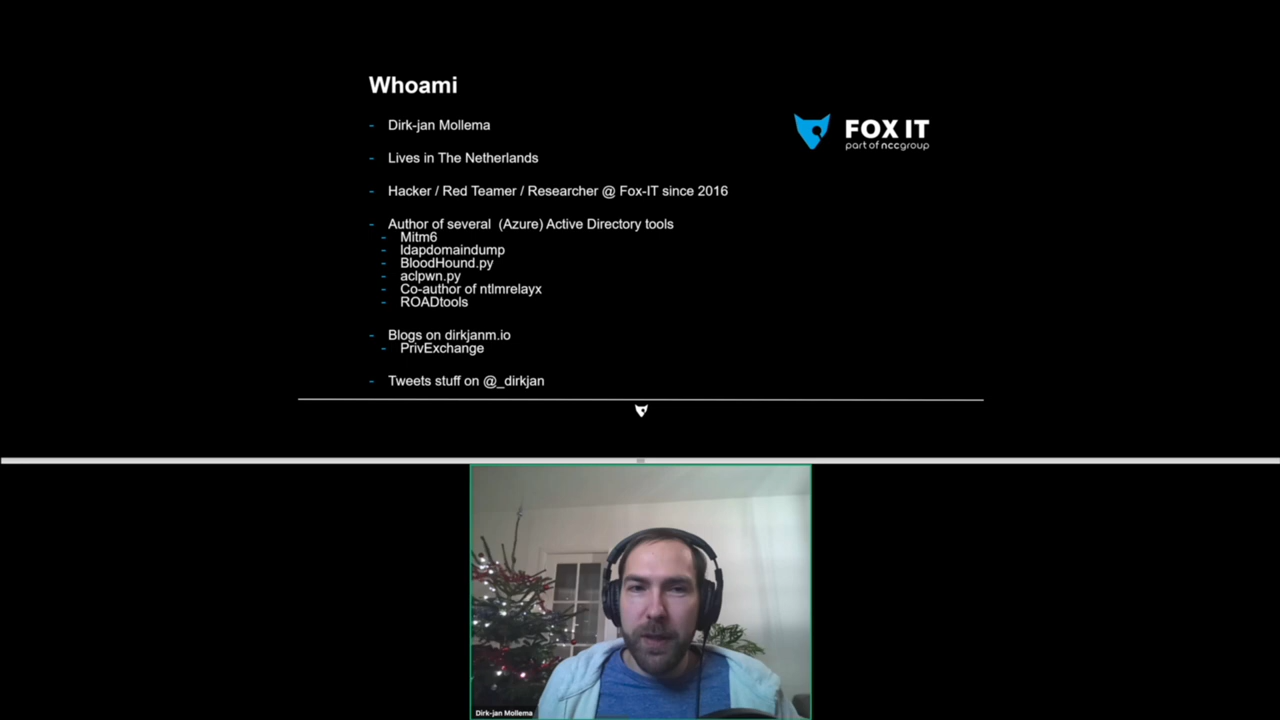 Whoami
- Dirk-jan Mollema
- Lives in The Netherlands
- Hacker / Red Teamer / Researcher @ Fox-IT since 2016
- Author of several (Azure) Active Directory tools
- Mitm6
- ldapdomaindump
- BloodHound.py
- aclpwn.py
- Co-author of ntlmrelayx
- ROADtools
- Blogs on dirkjanm.io
- PrivExchange
- Tweets stuff on @_dirkjan
FOX IT
part of nccgroup
Dirk-jan Mollema